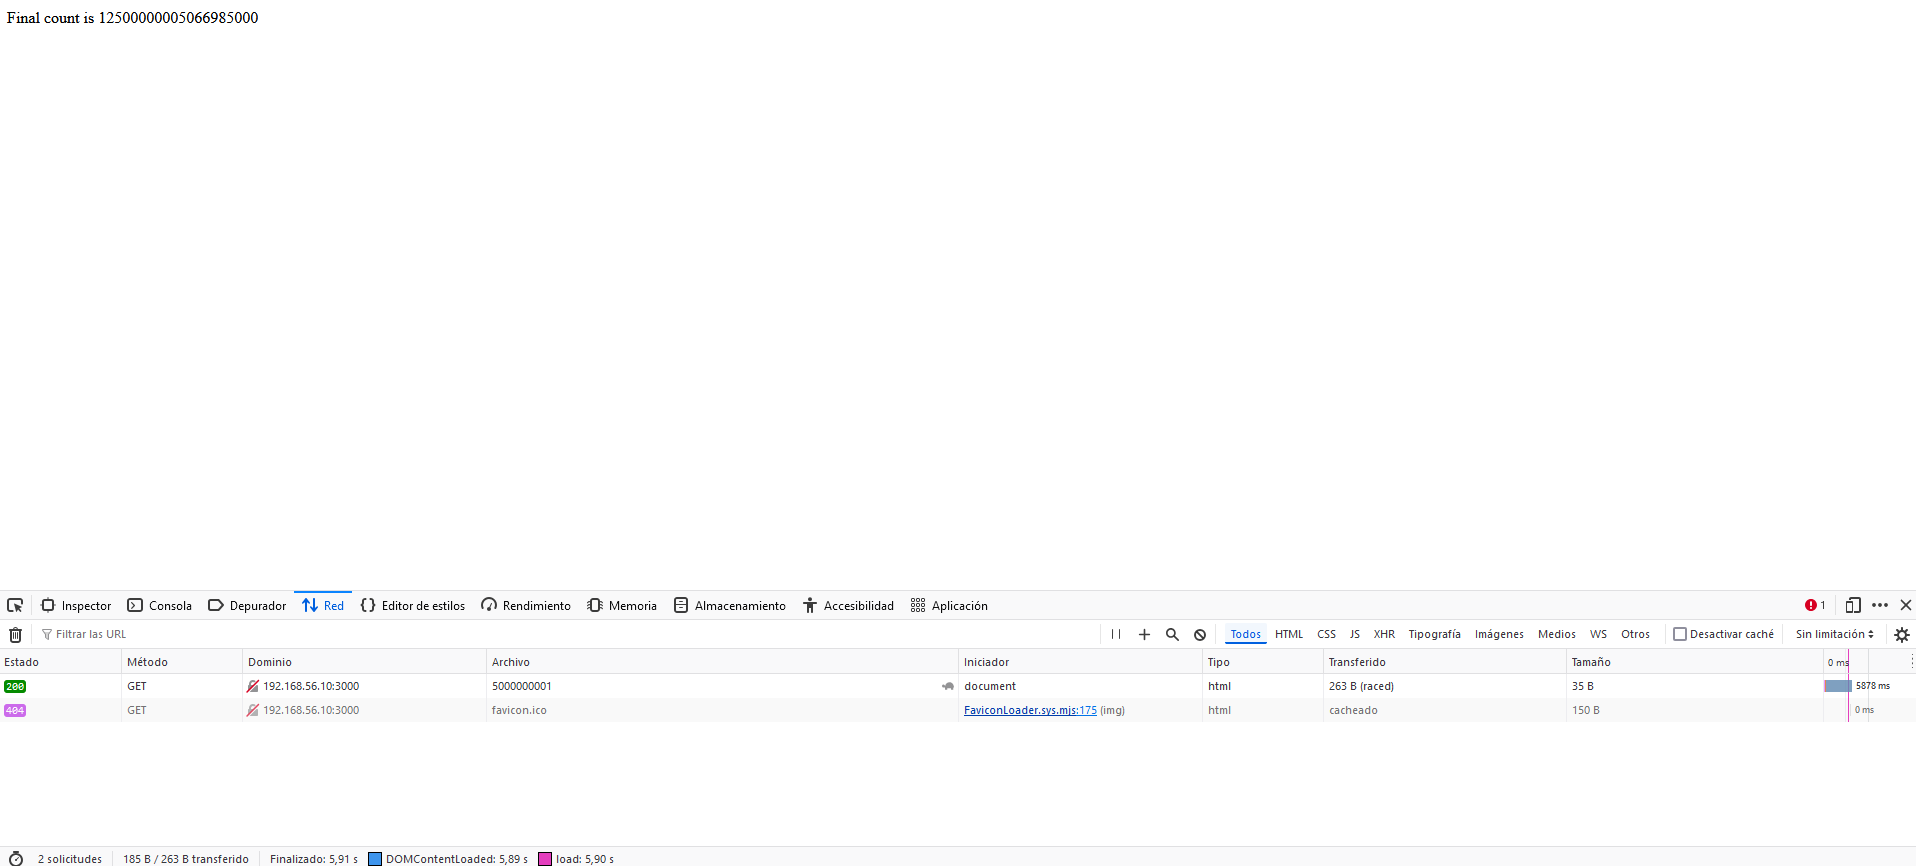 Final count is 12500000005066985000
Inspector Consola Depurador Red Editor de estilos Rendimiento Memoria Almacenamiento Accesibilidad Aplicación 1
Filtrar las URL Todos HTML CSS JS XHR Tipografía Imágenes Medios WS Otros Desactivar caché Sin limitación
Estado Método Dominio Archivo Iniciador Tipo Transferido Tamaño 0 ms
200 GET 192.168.56.10:3000 5000000001 document html 263 B (raced) 35 B 5878 ms
404 GET 192.168.56.10:3000 favicon.ico FaviconLoader.sys.mjs:175 (img) html cacheado 150 B 0 ms
2 solicitudes 185 B / 263 B transferido Finalizado: 5,91 s DOMContentLoaded: 5,89 s load: 5,90 s